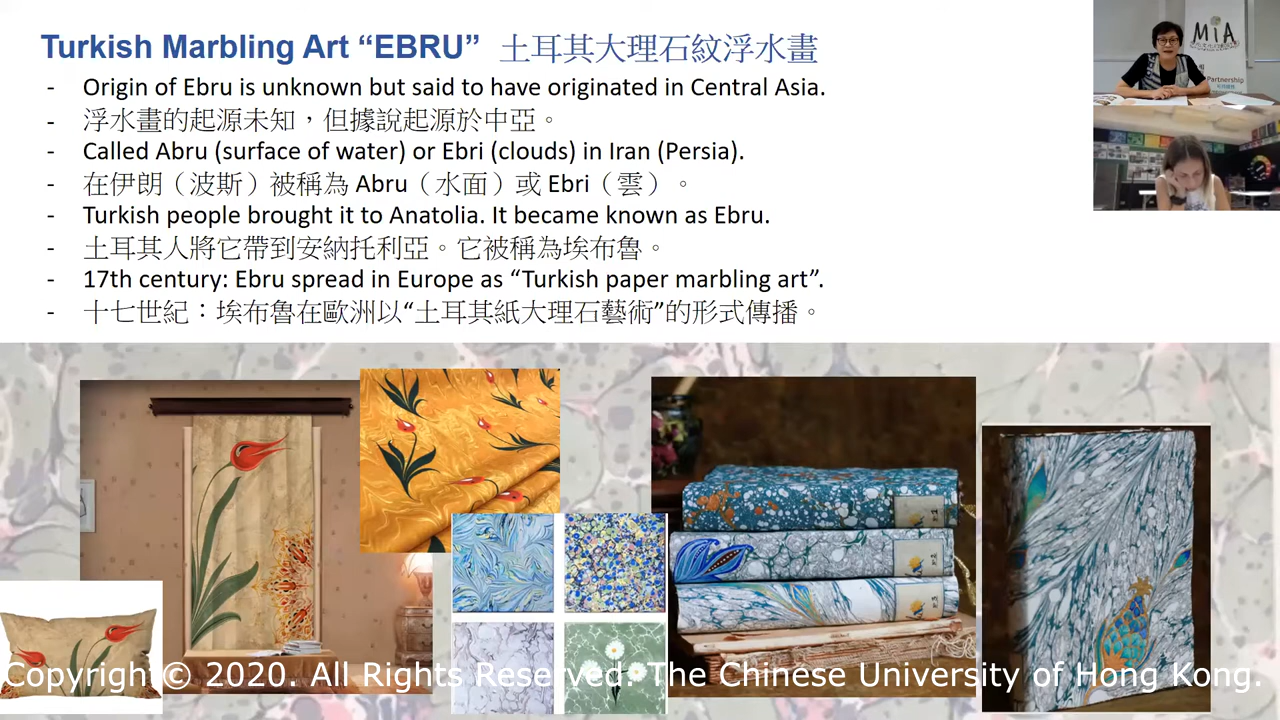 Turkish Marbling Art “EBRU” 土耳其大理石紋浮水畫
- Origin of Ebru is unknown but said to have originated in Central Asia.
- 浮水畫的起源未知，但據說起源於中亞。
- Called Abru (surface of water) or Ebri (clouds) in Iran (Persia).
- 在伊朗（波斯）被稱為 Abru（水面）或 Ebri（雲）。
- Turkish people brought it to Anatolia. It became known as Ebru.
- 土耳其人將它帶到安納托利亞。它被稱為埃布魯。
- 17th century: Ebru spread in Europe as “Turkish paper marbling art”.
- 十七世紀：埃布魯在歐洲以“土耳其紙大理石藝術”的形式傳播。
MiA
Partnership
Copyright© 2020. All Rights Reserved. The Chinese University of Hong Kong.